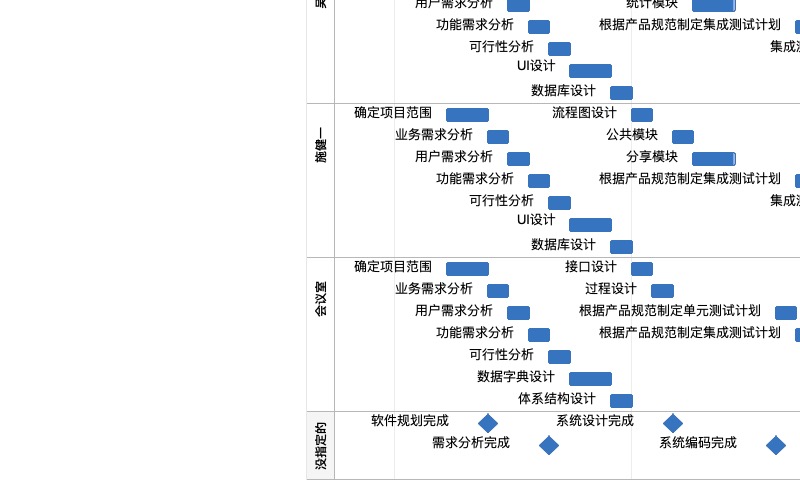 用户需求分析 统计模块
功能需求分析 根据产品规范制定集成测试计划
可行性分析 集成
UI设计
数据库设计
施健一
确定项目范围 流程图设计
业务需求分析 公共模块
用户需求分析 分享模块
功能需求分析 根据产品规范制定集成测试计划
可行性分析 集成
UI设计
数据库设计
会议室
确定项目范围 接口设计
业务需求分析 过程设计
用户需求分析 根据产品规范制定单元测试计划
功能需求分析 根据产品规范制定集成测试计划
可行性分析
数据字典设计
体系结构设计
没指定的
软件规划完成 系统设计完成
需求分析完成 系统编码完成